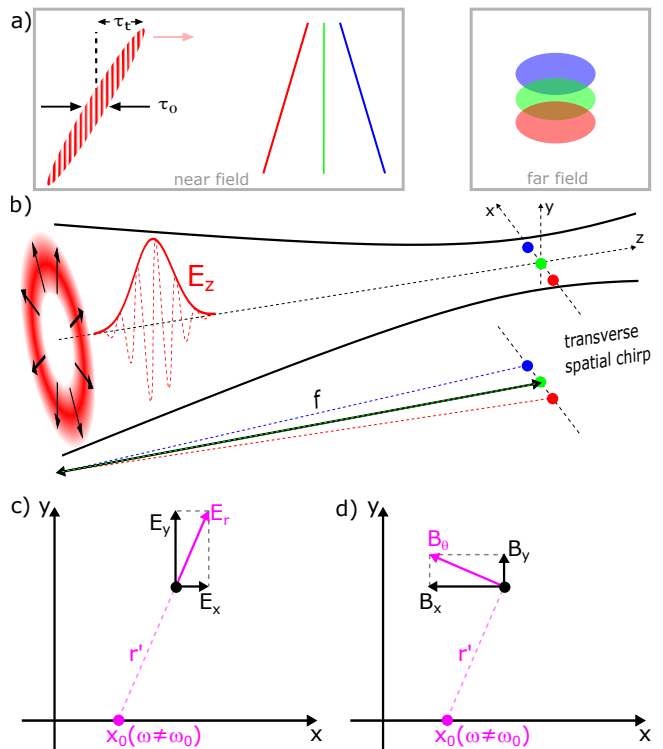 a)
τt
τo
near field
far field
b)
Ez
x
y
z
transverse
spatial chirp
f
c)
y
Ey
Er
Ex
r'
x0(ω≠ω0)
x
d)
y
Bθ
By
Bx
r'
x0(ω≠ω0)
x